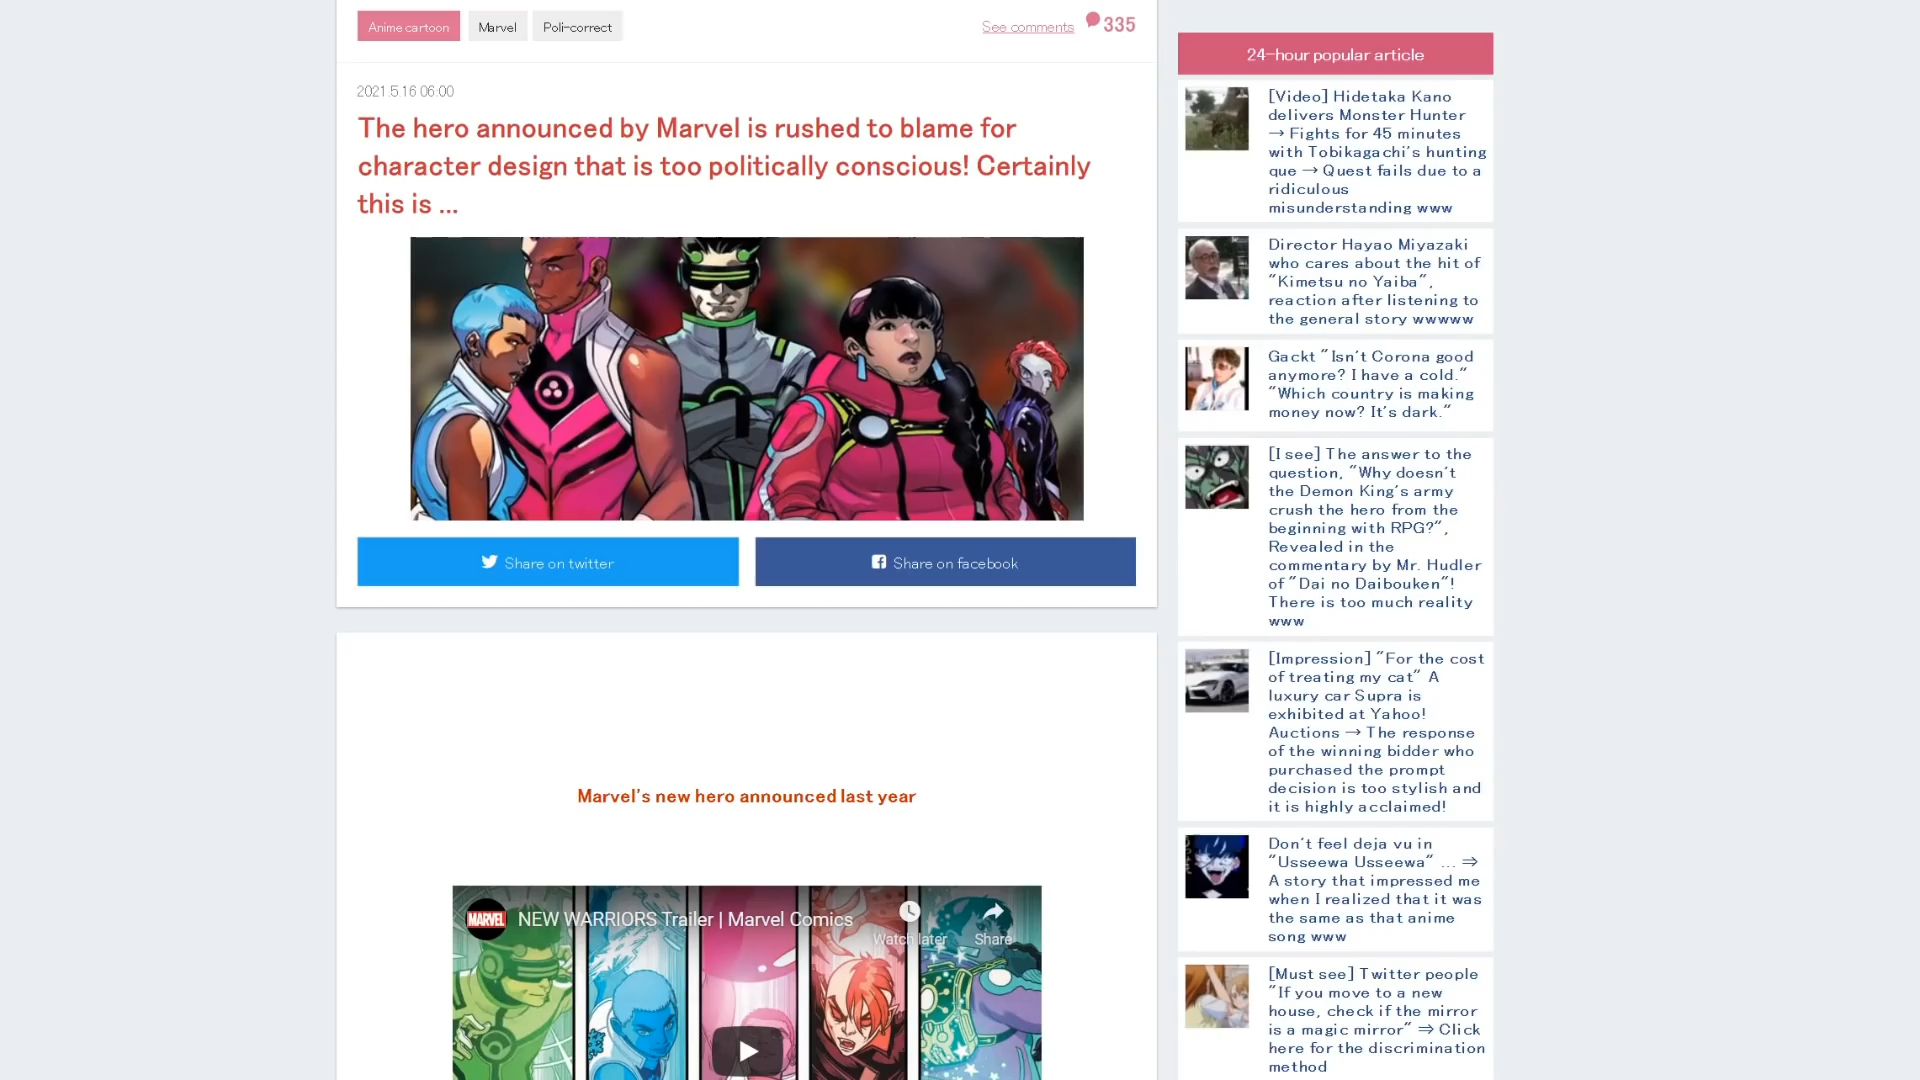 Anime cartoon
Marvel
Poli-correct
See comments
335
2021.5.16 06:00
The hero announced by Marvel is rushed to blame for
character design that is too politically conscious! Certainly
this is ...
Share on twitter
Share on facebook
Marvel's new hero announced last year
MARVEL
NEW WARRIORS Trailer | Marvel Comics
Watch later
Share
24-hour popular article
[Video] Hidetaka Kano
delivers Monster Hunter
→ Fights for 45 minutes
with Tobikagachi's hunting
que → Quest fails due to a
ridiculous
misunderstanding www
Director Hayao Miyazaki
who cares about the hit of
"Kimetsu no Yaiba",
reaction after listening to
the general story wwwww
Gackt "Isn't Corona good
anymore? I have a cold."
"Which country is making
money now? It's dark."
[I see] The answer to the
question, "Why doesn't
the Demon King's army
crush the hero from the
beginning with RPG?",
Revealed in the
commentary by Mr. Hudler
of "Dai no Daibouken"!
There is too much reality
www
[Impression] "For the cost
of treating my cat" A
luxury car Supra is
exhibited at Yahoo!
Auctions → The response
of the winning bidder who
purchased the prompt
decision is too stylish and
it is highly acclaimed!
Don't feel deja vu in
"Usseewa Usseewa" ... ⇒
A story that impressed me
when I realized that it was
the same as that anime
song www
[Must see] Twitter people
"If you move to a new
house, check if the mirror
is a magic mirror" ⇒ Click
here for the discrimination
method